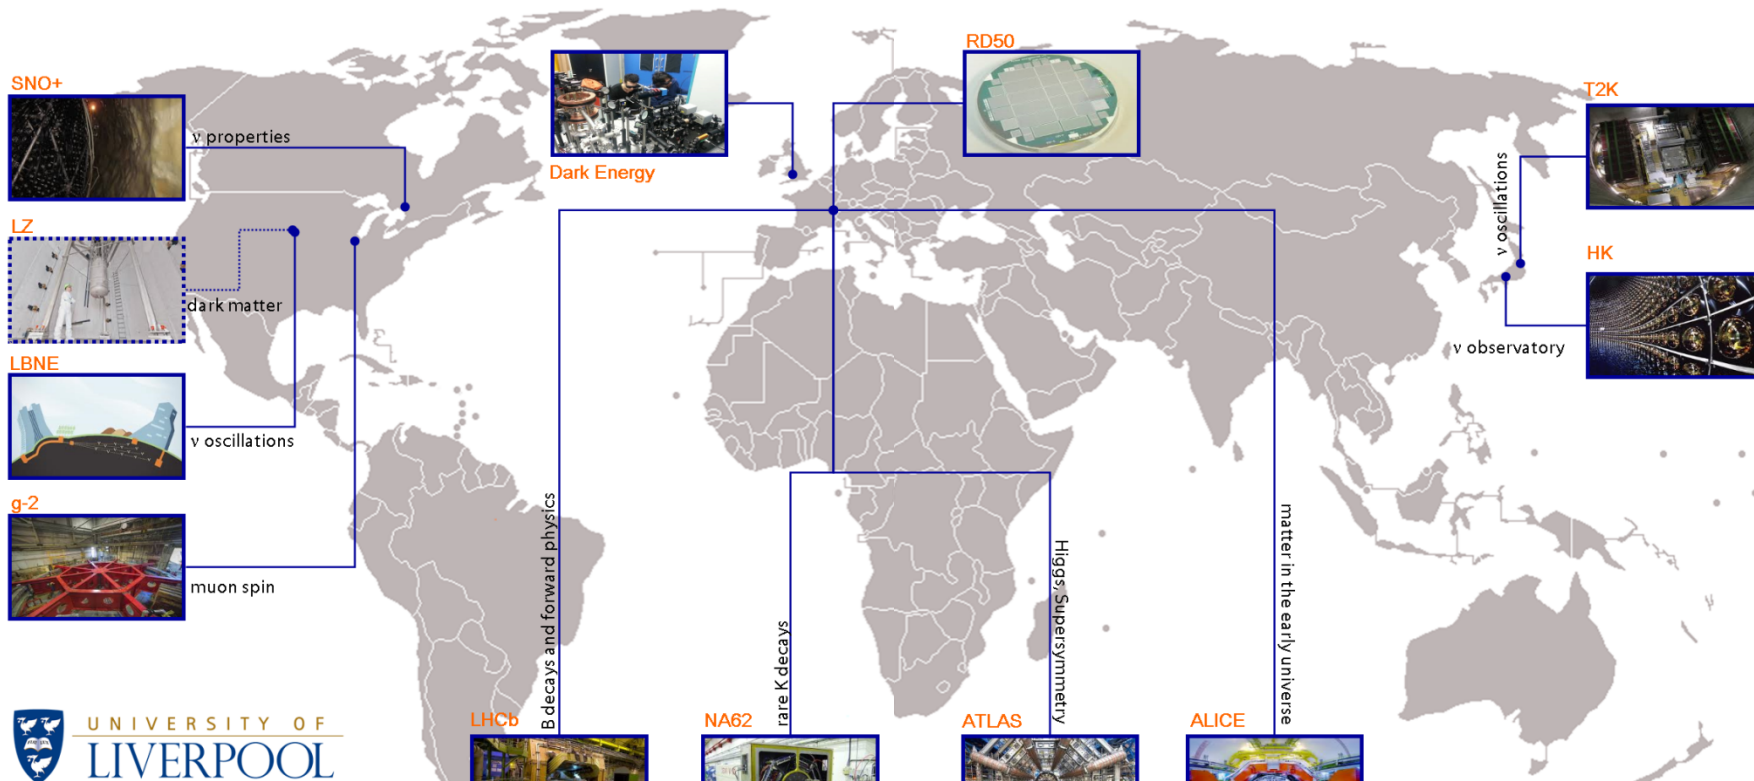 SNO+
ν properties
LZ
dark matter
LBNE
ν oscillations
g-2
muon spin
Dark Energy
RD50
T2K
ν oscillations
HK
ν observatory
B decays and forward physics
LHCb
rare K decays
NA62
Higgs, Supersymmetry
ATLAS
matter in the early universe
ALICE
UNIVERSITY OF
LIVERPOOL